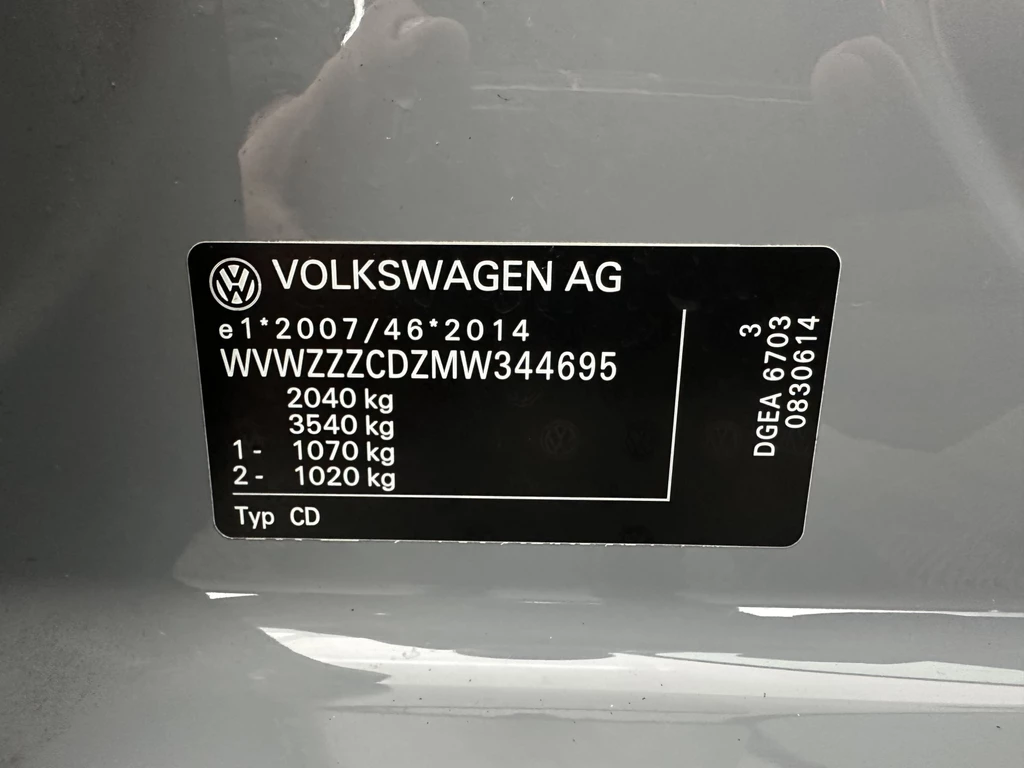 VOLKSWAGEN AG
e1*2007/46*2014
WVWZZZCDZMW344695
2040 kg
3540 kg
1- 1070 kg
2- 1020 kg
Typ CD
3
DGEA 6703
0830614